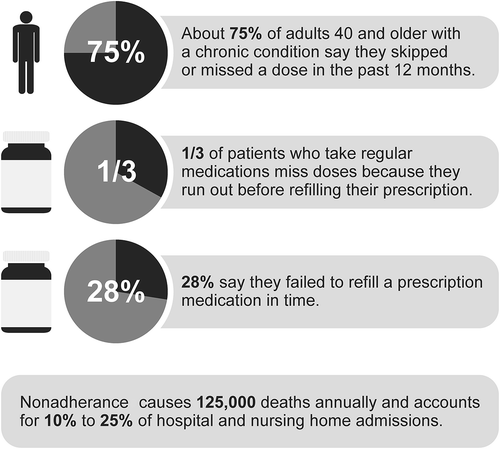 75%
About 75% of adults 40 and older with
a chronic condition say they skipped
or missed a dose in the past 12 months.
1/3
1/3 of patients who take regular
medications miss doses because they
run out before refilling their prescription.
28%
28% say they failed to refill a prescription
medication in time.
Nonadherance causes 125,000 deaths annually and accounts
for 10% to 25% of hospital and nursing home admissions.